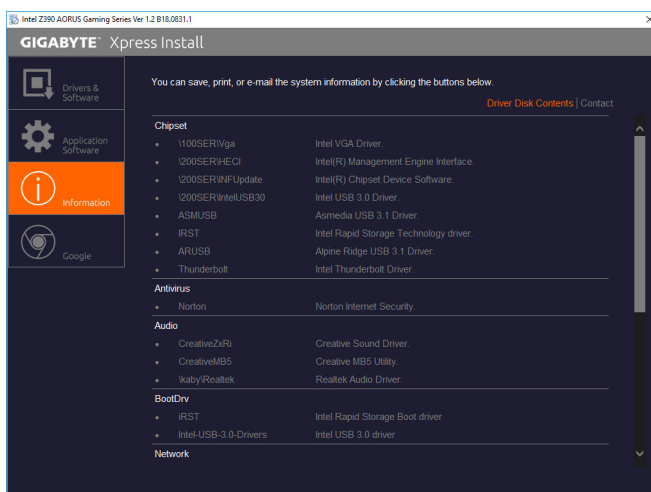 Intel Z390 AORUS Gaming Series Ver 1.2 B18.0831.1
GIGABYTE™ Xpress Install
Drivers &
Software
Application
Software
Information
Google
You can save, print, or e-mail the system information by clicking the buttons below.
Driver Disk Contents | Contact
Chipset
\100SER\Vga Intel VGA Driver.
\200SER\HECI Intel(R) Management Engine Interface.
\200SER\INFUpdate Intel(R) Chipset Device Software.
\200SER\IntelUSB30 Intel USB 3.0 Driver.
ASMUSB Asmedia USB 3.1 Driver.
IRST Intel Rapid Storage Technology driver.
ARUSB Alpine Ridge USB 3.1 Driver.
Thunderbolt Intel Thunderbolt Driver.
Antivirus
Norton Norton Internet Security.
Audio
CreativeZxRi Creative Sound Driver.
CreativeMB5 Creative MB5 Utility.
\kaby\Realtek Realtek Audio Driver.
BootDrv
iRST Intel Rapid Storage Boot driver
Intel-USB-3.0-Drivers Intel USB 3.0 driver
Network